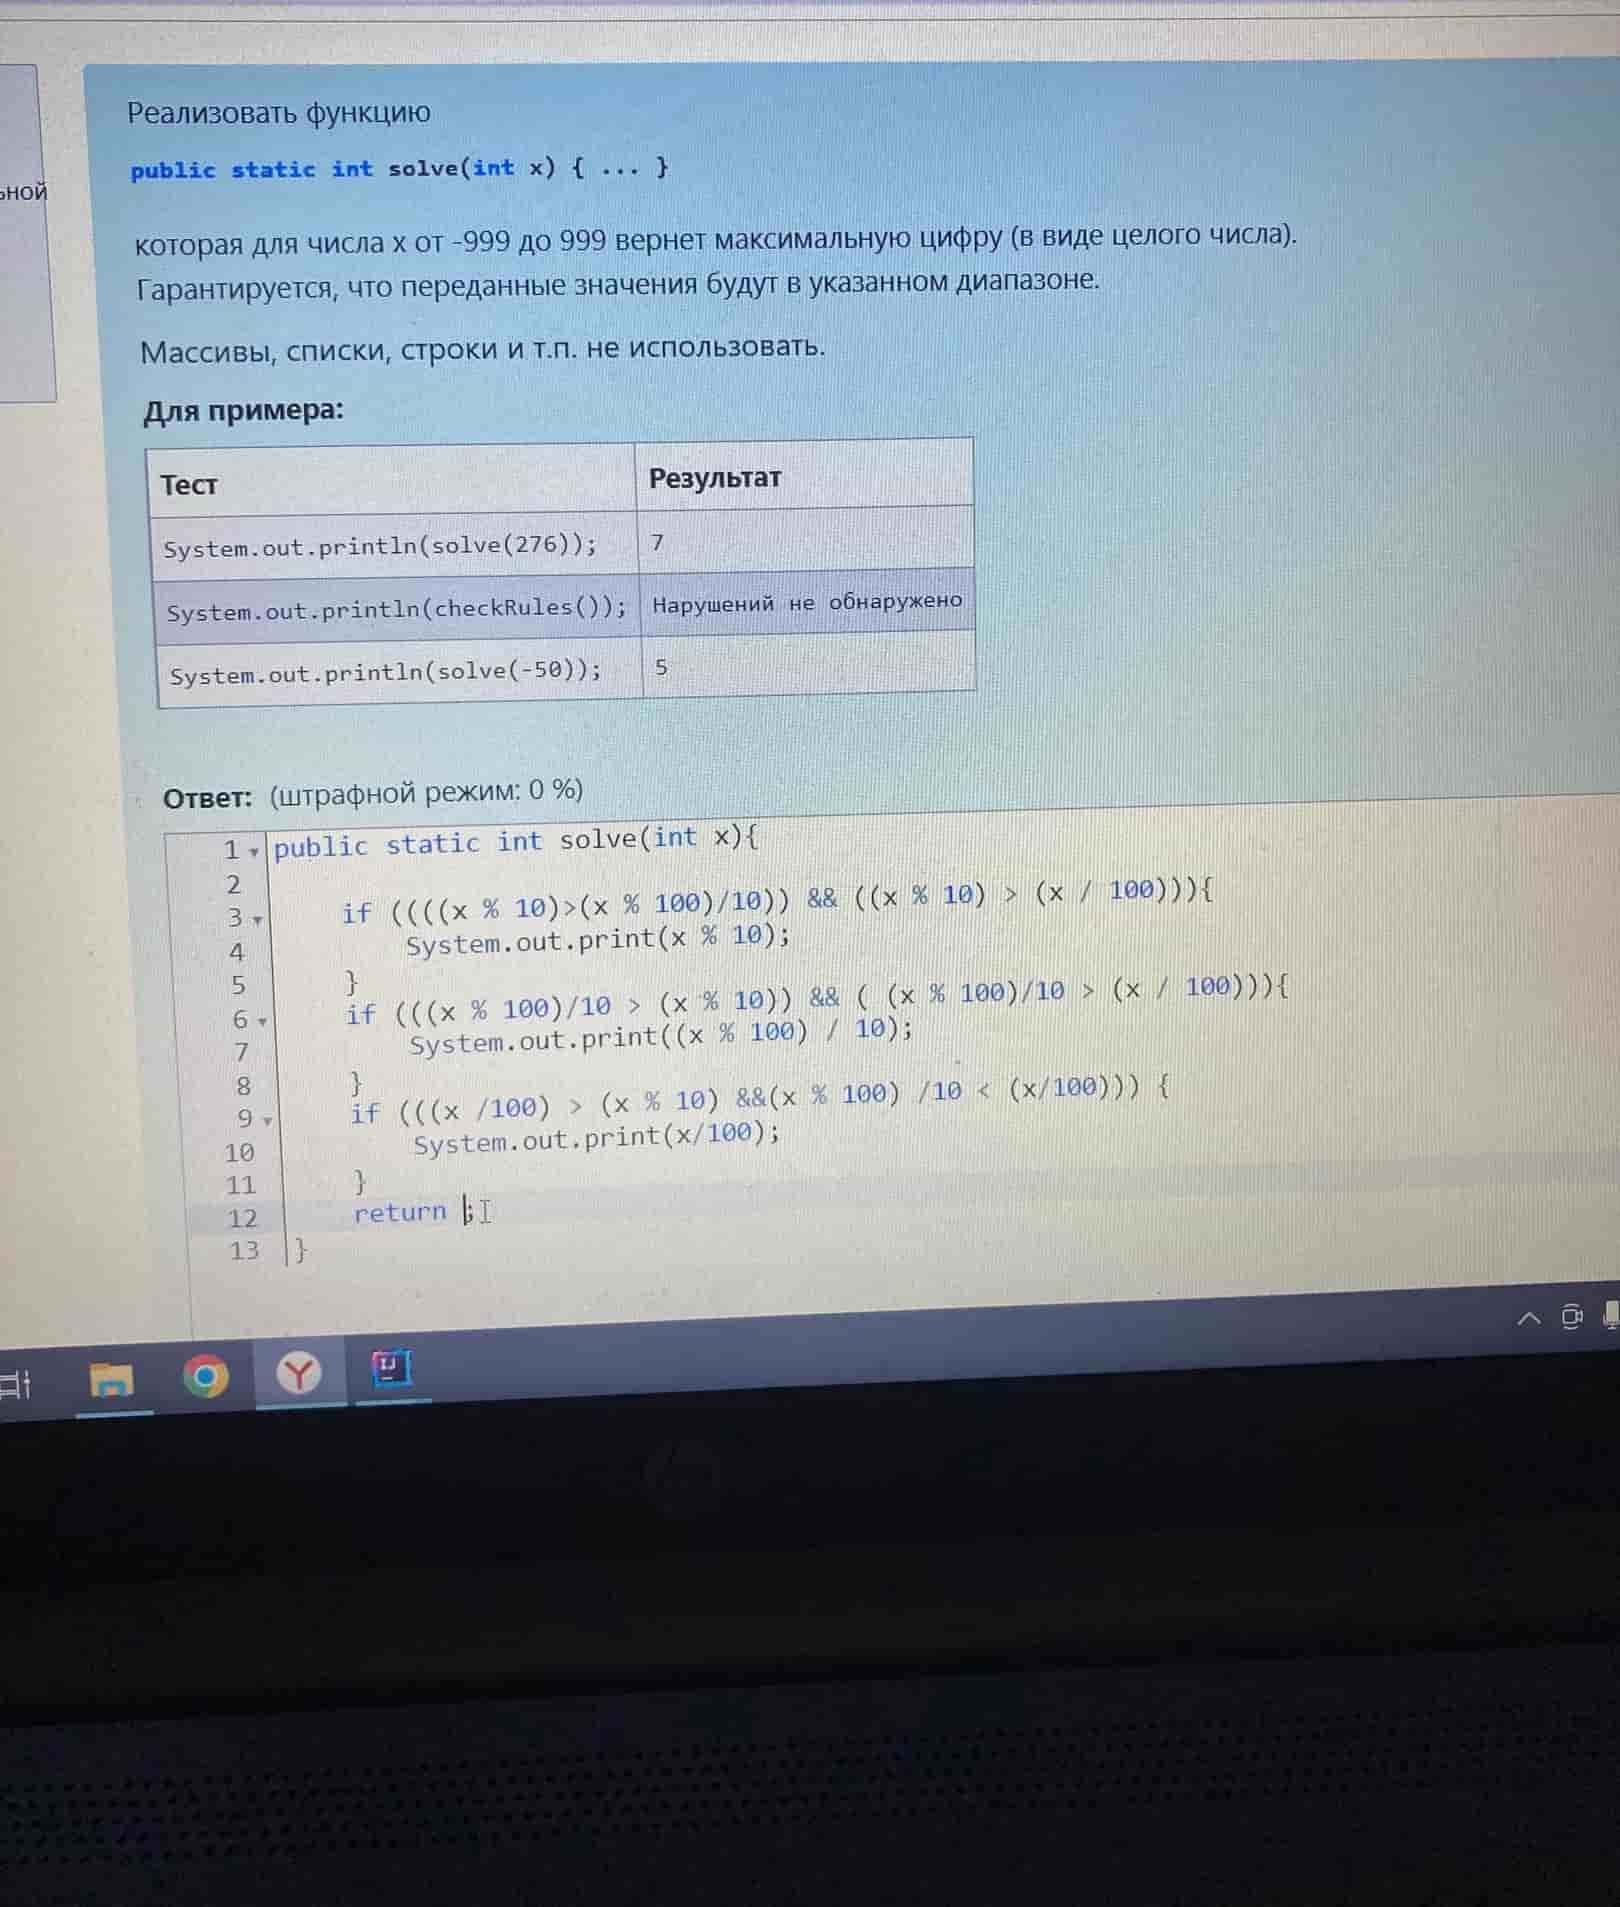 ьной
Реализовать функцию
public static int solve(int x) { ... }
которая для числа x от -999 до 999 вернет максимальную цифру (в виде целого числа).
Гарантируется, что переданные значения будут в указанном диапазоне.
Массивы, списки, строки и т.п. не использовать.
Для примера:
Тест Результат
System.out.println(solve(276)); 7
System.out.println(checkRules()); Нарушений не обнаружено
System.out.println(solve(-50)); 5
Ответ: (штрафной режим: 0 %)
1 public static int solve(int x){
2
3 if ((((x % 10)>(x % 100)/10)) && ((x % 10) > (x / 100))){
4 System.out.print(x % 10);
5 }
6 if (((x % 100)/10 > (x % 10)) && ( (x % 100)/10 > (x / 100))){
7 System.out.print((x % 100) / 10);
8 }
9 if (((x /100) > (x % 10) &&(x % 100) /10 < (x/100))) {
10 System.out.print(x/100);
11 }
12 return ;
13 }
IJ